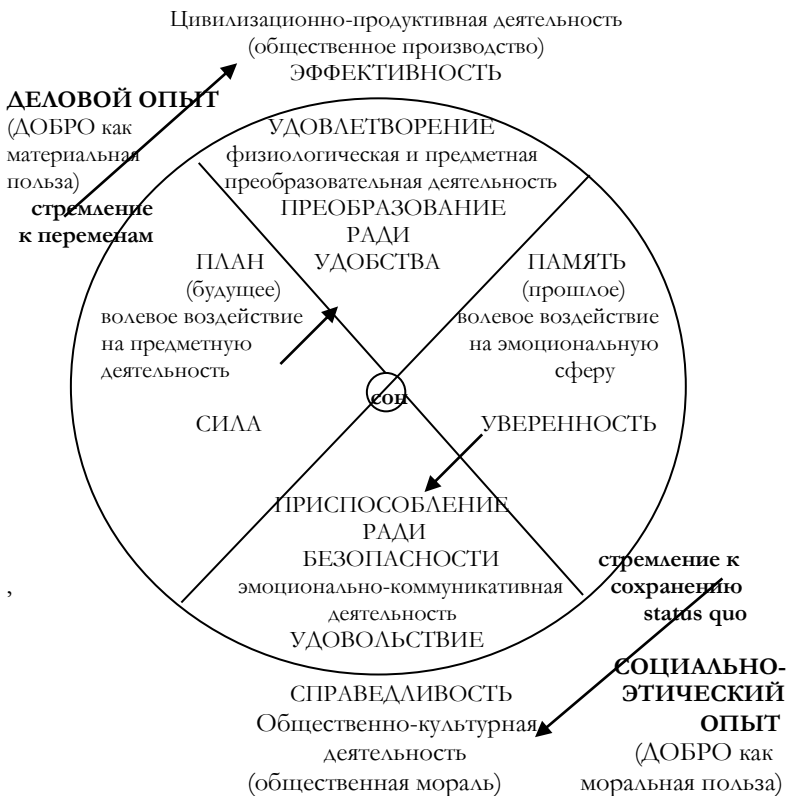 Цивилизационно-продуктивная деятельность
(общественное производство)
ЭФФЕКТИВНОСТЬ
ДЕЛОВОЙ ОПЫТ
(ДОБРО как
материальная
польза)
стремление
к переменам
УДОВЛЕТВОРЕНИЕ
физиологическая и предметная
преобразовательная деятельность
ПРЕОБРАЗОВАНИЕ
РАДИ
УДОБСТВА
ПЛАН
(будущее)
волевое воздействие
на предметную
деятельность
СИЛА
ПАМЯТЬ
(прошлое)
волевое воздействие
на эмоциональную
сферу
УВЕРЕННОСТЬ
сон
ПРИСПОСОБЛЕНИЕ
РАДИ
БЕЗОПАСНОСТИ
эмоционально-коммуникативная
деятельность
УДОВОЛЬСТВИЕ
,
стремление к
сохранению
status quo
СОЦИАЛЬНО-
ЭТИЧЕСКИЙ
ОПЫТ
(ДОБРО как
моральная польза)
СПРАВЕДЛИВОСТЬ
Общественно-культурная
деятельность
(общественная мораль)